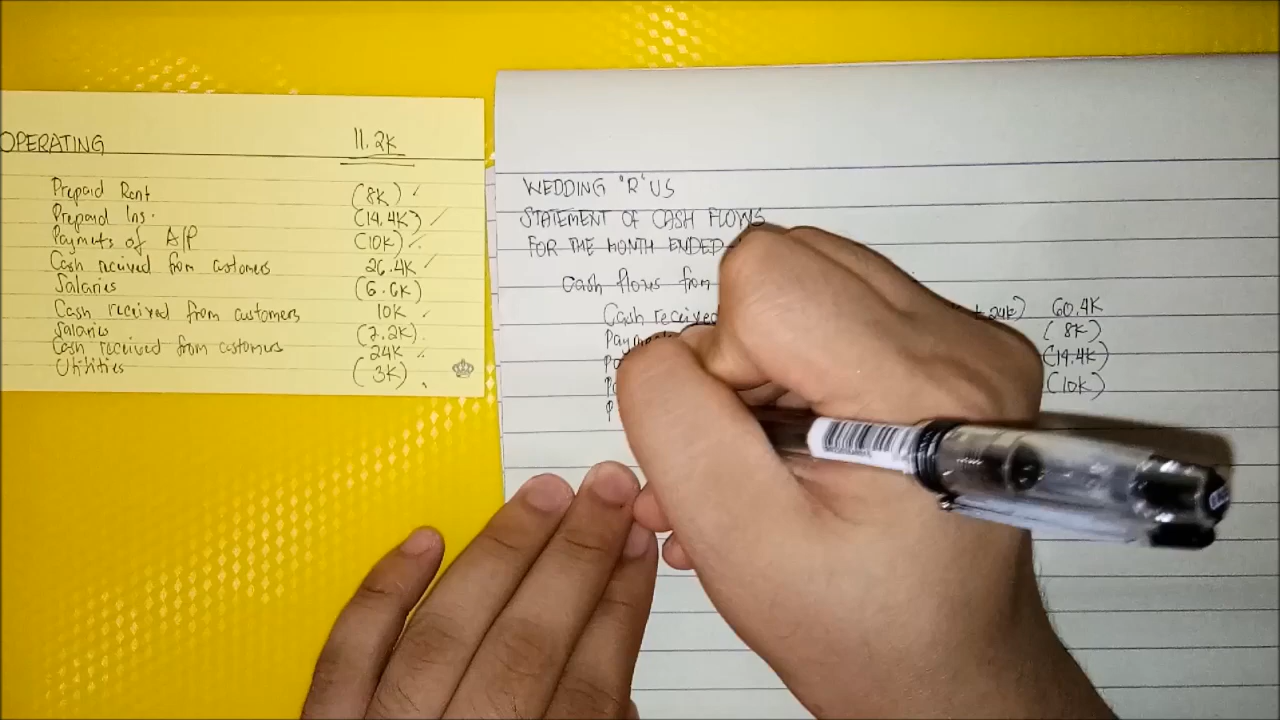 OPERATING 11.2K
Prepaid Rent (8K) ✓
Prepaid Ins. (14.4K) ✓
Paymets of A/P (10K) ✓
Cash received from customers 26.4K ✓
Salaries (6.6K)
Cash received from customers 10K ✓
Salaries (7.2K)
Cash received from customers 24K ✓
Utilities (3K)
WEDDING "R" US
STATEMENT OF CASH FLOWS
FOR THE MONTH ENDED
Cash flows from
Cash received + 24K) 60.4K
(8K)
(14.4K)
(10K)